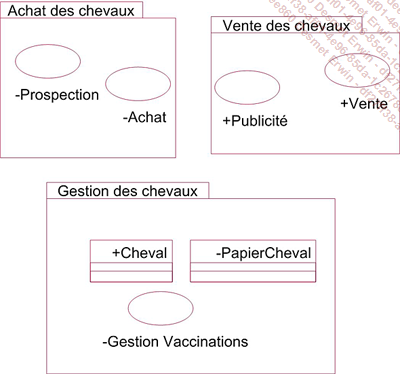 Achat des chevaux
-Prospection
-Achat
Vente des chevaux
+Publicité
+Vente
Gestion des chevaux
+Cheval
-PapierCheval
-Gestion Vaccinations